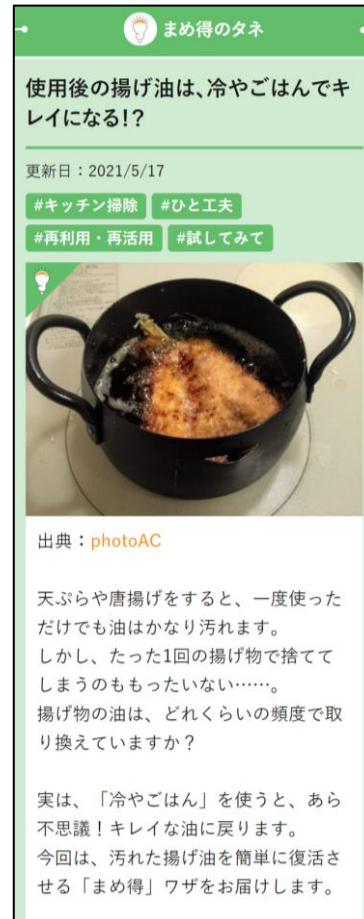 まめ得のタネ
使用後の揚げ油は、冷やごはんでキ
レイになる!？
更新日：2021/5/17
#キッチン掃除 #ひと工夫
#再利用・再活用 #試してみて
出典：photoAC
天ぷらや唐揚げをすると、一度使った
だけでも油はかなり汚れます。
しかし、たった1回の揚げ物で捨てて
しまうのももったいない……。
揚げ物の油は、どれくらいの頻度で取
り換えていますか？
実は、「冷やごはん」を使うと、あら
不思議！キレイな油に戻ります。
今回は、汚れた揚げ油を簡単に復活さ
せる「まめ得」ワザをお届けします。